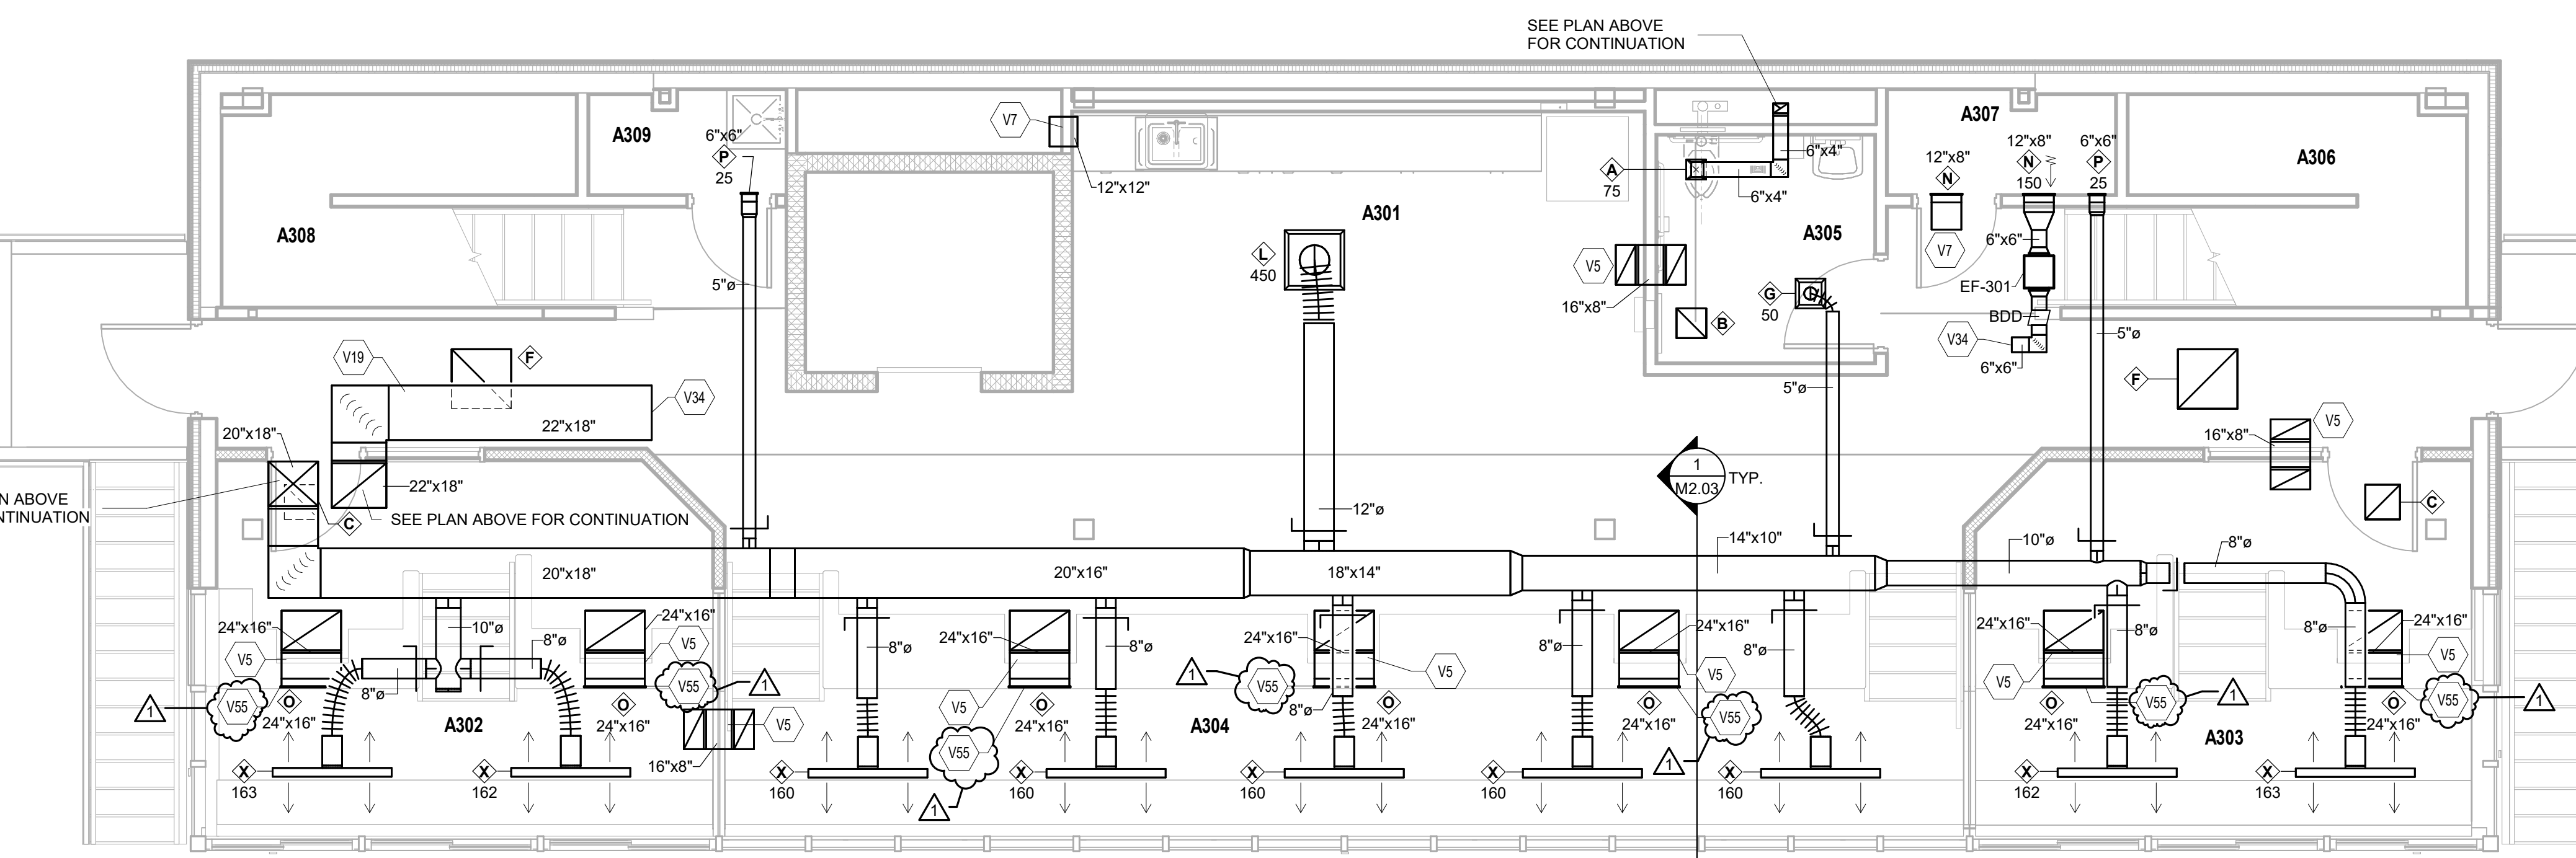 SEE PLAN ABOVE
FOR CONTINUATION
A309
6"x6"
P
25
V7
12"x12"
A
75
6"x4"
6"x4"
A307
12"x8"
N
12"x8"
N
150
6"x6"
P
25
A306
A308
A301
A305
L
450
V5
16"x8"
B
G
50
V7
6"x6"
EF-301
BDD
V34
6"x6"
5"ø
5"ø
5"ø
V19
F
V34
22"x18"
F
V5
16"x8"
C
20"x18"
22"x18"
N ABOVE
NTINUATION
C
SEE PLAN ABOVE FOR CONTINUATION
12"ø
1
M2.03
TYP.
14"x10"
10"ø
8"ø
20"x18"
20"x16"
18"x14"
24"x16"
V5
10"ø
8"ø
8"ø
24"x16"
V5
V55
1
1
V55
O
24"x16"
O
24"x16"
A302
X
163
X
162
16"x8"
V5
8"ø
24"x16"
8"ø
V5
V55
1
O
24"x16"
X
160
X
160
A304
24"x16"
V5
1
V55
8"ø
O
24"x16"
X
160
8"ø
24"x16"
V5
V55
1
O
24"x16"
8"ø
X
160
X
160
24"x16"
8"ø
V5
V55
1
O
24"x16"
A303
8"ø
24"x16"
V5
V55
1
O
24"x16"
X
162
X
163